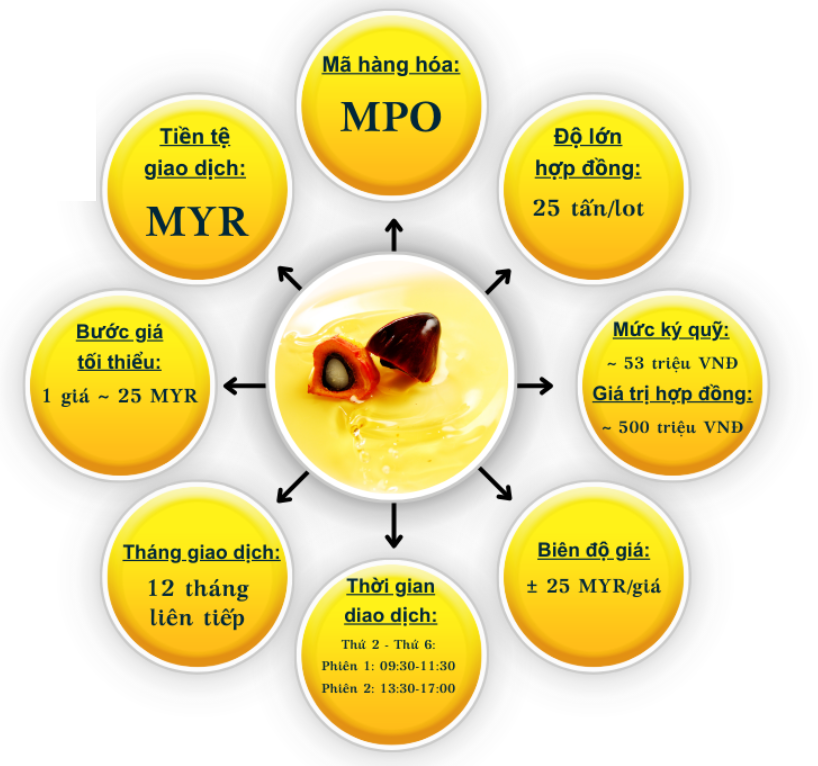 Mã hàng hóa:
MPO
Độ lớn
hợp đồng:
25 tấn/lot
Mức ký quỹ:
~ 53 triệu VNĐ
Giá trị hợp đồng:
~ 500 triệu VNĐ
Biên độ giá:
± 25 MYR/giá
Thời gian
diao dịch:
Thứ 2 - Thứ 6:
Phiên 1: 09:30-11:30
Phiên 2: 13:30-17:00
Tháng giao dịch:
12 tháng
liên tiếp
Bước giá
tối thiểu:
1 giá ~ 25 MYR
Tiền tệ
giao dịch:
MYR